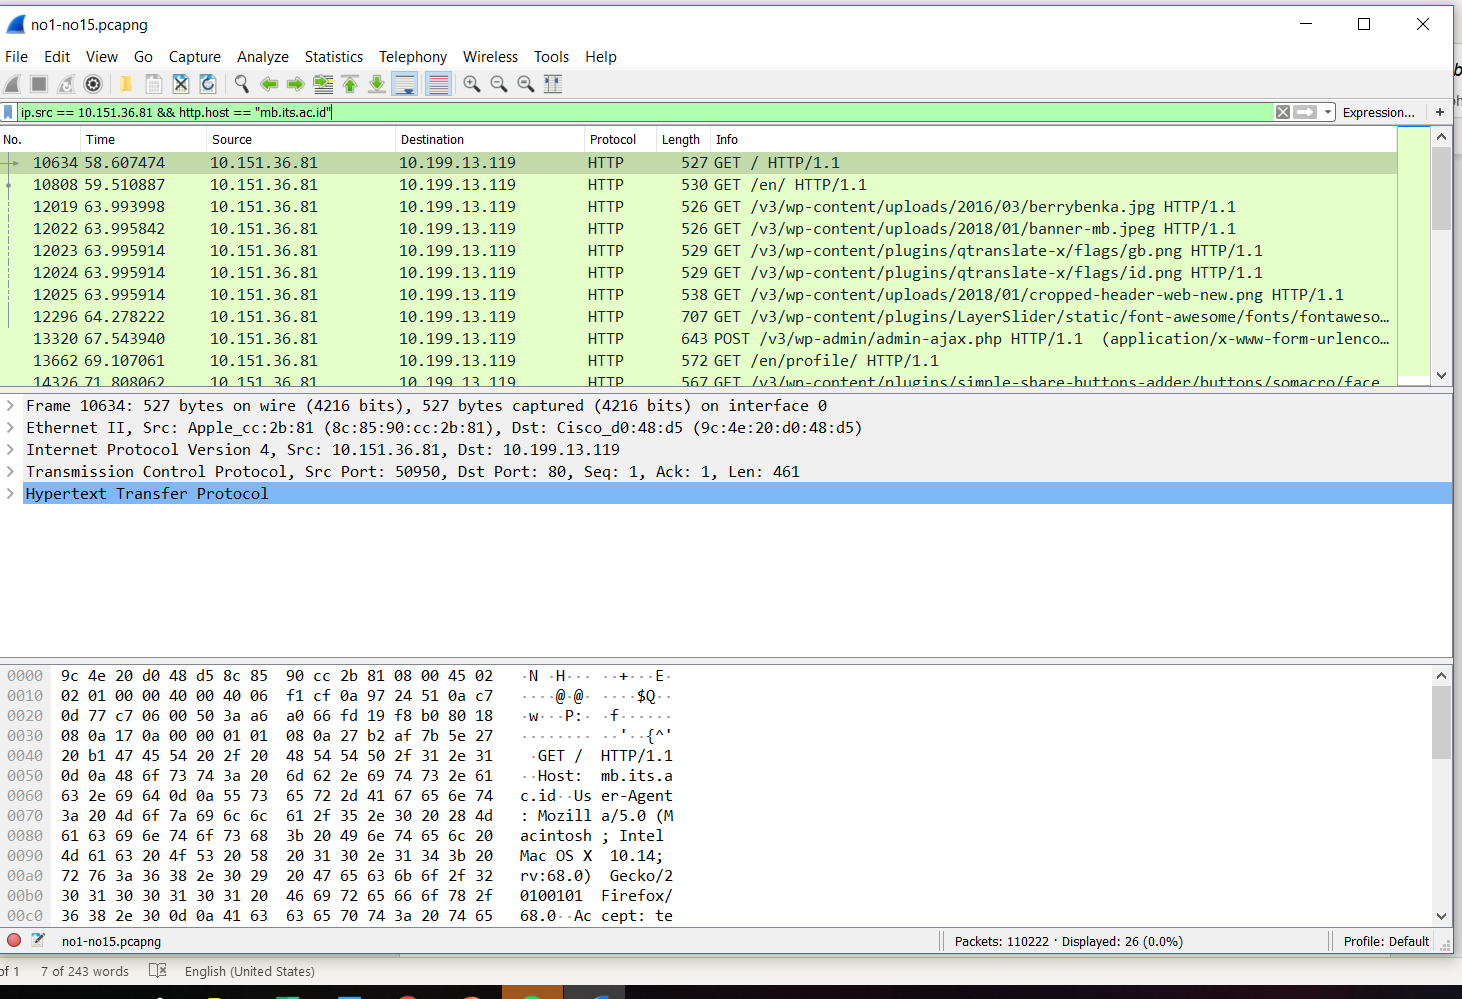 no1-no15.pcapng
File Edit View Go Capture Analyze Statistics Telephony Wireless Tools Help
ip.src == 10.151.36.81 && http.host == "mb.its.ac.id" Expression... +
No. Time Source Destination Protocol Length Info
10634 58.607474 10.151.36.81 10.199.13.119 HTTP 527 GET / HTTP/1.1
10808 59.510887 10.151.36.81 10.199.13.119 HTTP 530 GET /en/ HTTP/1.1
12019 63.993998 10.151.36.81 10.199.13.119 HTTP 526 GET /v3/wp-content/uploads/2016/03/berrybenka.jpg HTTP/1.1
12022 63.995842 10.151.36.81 10.199.13.119 HTTP 526 GET /v3/wp-content/uploads/2018/01/banner-mb.jpeg HTTP/1.1
12023 63.995914 10.151.36.81 10.199.13.119 HTTP 529 GET /v3/wp-content/plugins/qtranslate-x/flags/gb.png HTTP/1.1
12024 63.995914 10.151.36.81 10.199.13.119 HTTP 529 GET /v3/wp-content/plugins/qtranslate-x/flags/id.png HTTP/1.1
12025 63.995914 10.151.36.81 10.199.13.119 HTTP 538 GET /v3/wp-content/uploads/2018/01/cropped-header-web-new.png HTTP/1.1
12296 64.278222 10.151.36.81 10.199.13.119 HTTP 707 GET /v3/wp-content/plugins/LayerSlider/static/font-awesome/fonts/fontaweso…
13320 67.543940 10.151.36.81 10.199.13.119 HTTP 643 POST /v3/wp-admin/admin-ajax.php HTTP/1.1  (application/x-www-form-urlenco…
13662 69.107061 10.151.36.81 10.199.13.119 HTTP 572 GET /en/profile/ HTTP/1.1
14326 71.808062 10.151.36.81 10.199.13.119 HTTP 567 GET /v3/wp-content/plugins/simple-share-buttons-adder/buttons/somacro/face
Frame 10634: 527 bytes on wire (4216 bits), 527 bytes captured (4216 bits) on interface 0
Ethernet II, Src: Apple_cc:2b:81 (8c:85:90:cc:2b:81), Dst: Cisco_d0:48:d5 (9c:4e:20:d0:48:d5)
Internet Protocol Version 4, Src: 10.151.36.81, Dst: 10.199.13.119
Transmission Control Protocol, Src Port: 50950, Dst Port: 80, Seq: 1, Ack: 1, Len: 461
Hypertext Transfer Protocol
0000 9c 4e 20 d0 48 d5 8c 85 90 cc 2b 81 08 00 45 02 ·N ·H··· ··+···E·
0010 02 01 00 00 40 00 40 06 f1 cf 0a 97 24 51 0a c7 ····@·@· ····$Q··
0020 0d 77 c7 06 00 50 3a a6 a0 66 fd 19 f8 b0 80 18 ·w···P:· ·f······
0030 08 0a 17 0a 00 00 01 01 08 0a 27 b2 af 7b 5e 27 ········ ··'··{^'
0040 20 b1 47 45 54 20 2f 20 48 54 54 50 2f 31 2e 31 ·GET / HTTP/1.1
0050 0d 0a 48 6f 73 74 3a 20 6d 62 2e 69 74 73 2e 61 ··Host: mb.its.a
0060 63 2e 69 64 0d 0a 55 73 65 72 2d 41 67 65 6e 74 c.id··Us er-Agent
0070 3a 20 4d 6f 7a 69 6c 6c 61 2f 35 2e 30 20 28 4d : Mozill a/5.0 (M
0080 61 63 69 6e 74 6f 73 68 3b 20 49 6e 74 65 6c 20 acintosh ; Intel
0090 4d 61 63 20 4f 53 20 58 20 31 30 2e 31 34 3b 20 Mac OS X 10.14;
00a0 72 76 3a 36 38 2e 30 29 20 47 65 63 6b 6f 2f 32 rv:68.0) Gecko/2
00b0 30 31 30 30 31 30 31 20 46 69 72 65 66 6f 78 2f 0100101 Firefox/
00c0 36 38 2e 30 0d 0a 41 63 63 65 70 74 3a 20 74 65 68.0··Ac cept: te
no1-no15.pcapng Packets: 110222 · Displayed: 26 (0.0%) Profile: Default
of 1 7 of 243 words English (United States)